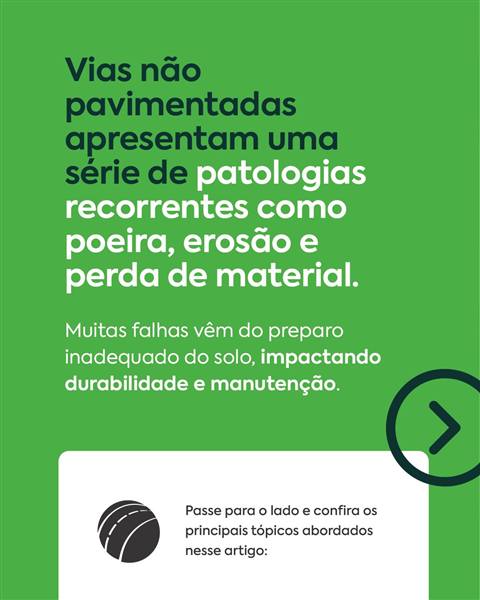 Vias não
pavimentadas
apresentam uma
série de patologias
recorrentes como
poeira, erosão e
perda de material.
Muitas falhas vêm do preparo
inadequado do solo, impactando
durabilidade e manutenção.
Passe para o lado e confira os
principais tópicos abordados
nesse artigo: